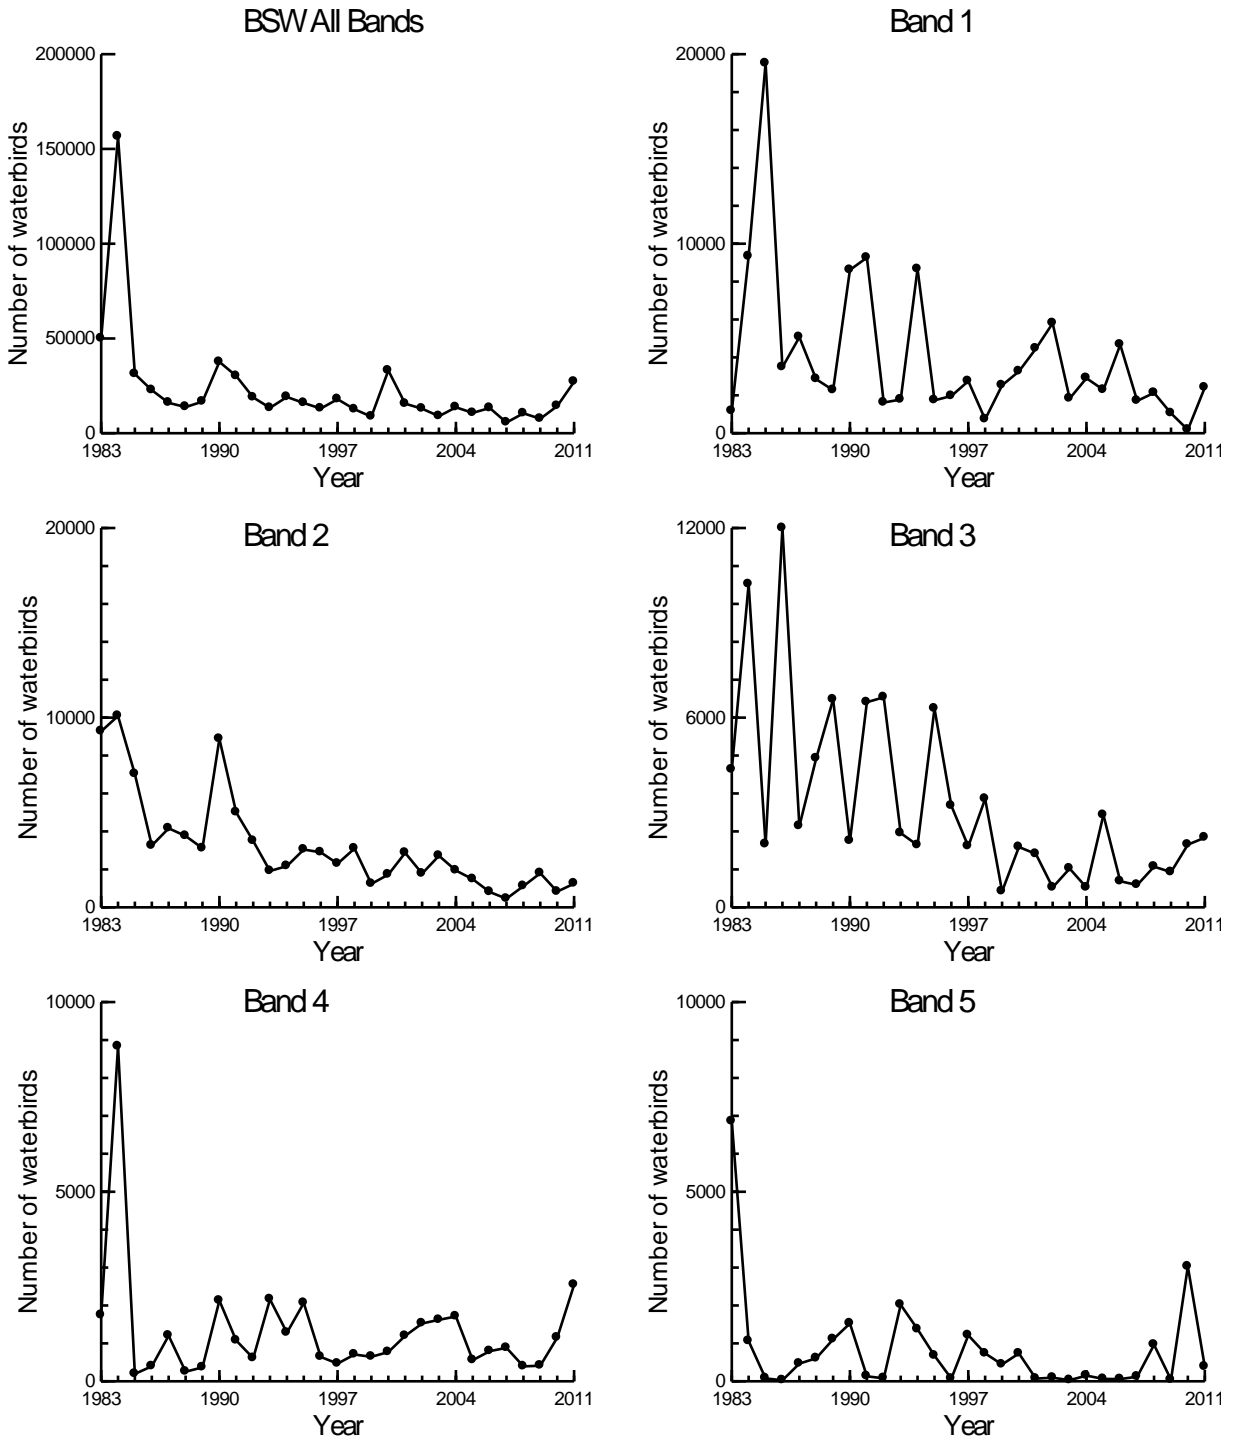 BSW All Bands
Number of waterbirds
200000
150000
100000
50000
0
1983 1990 1997 2004 2011
Year
Band 1
Number of waterbirds
20000
10000
0
1983 1990 1997 2004 2011
Year
Band 2
Number of waterbirds
20000
10000
0
1983 1990 1997 2004 2011
Year
Band 3
Number of waterbirds
12000
6000
0
1983 1990 1997 2004 2011
Year
Band 4
Number of waterbirds
10000
5000
0
1983 1990 1997 2004 2011
Year
Band 5
Number of waterbirds
10000
5000
0
1983 1990 1997 2004 2011
Year